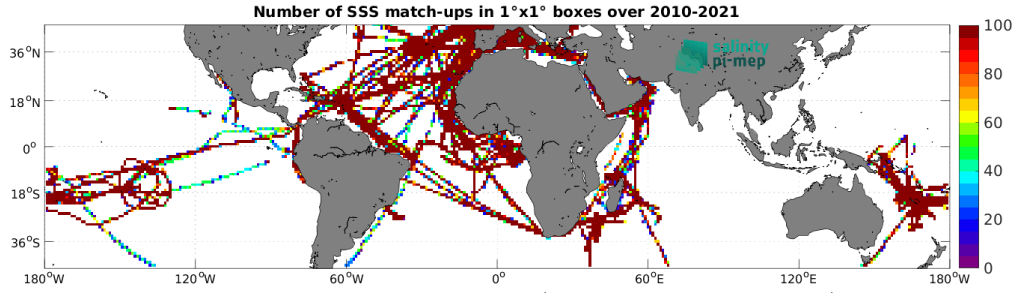 Number of SSS match-ups in 1°x1° boxes over 2010-2021
salinity
pi-mep
36°N
18°N
0°
18°S
36°S
180°W
120°W
60°W
0°
60°E
120°E
180°W
100
80
60
40
20
0